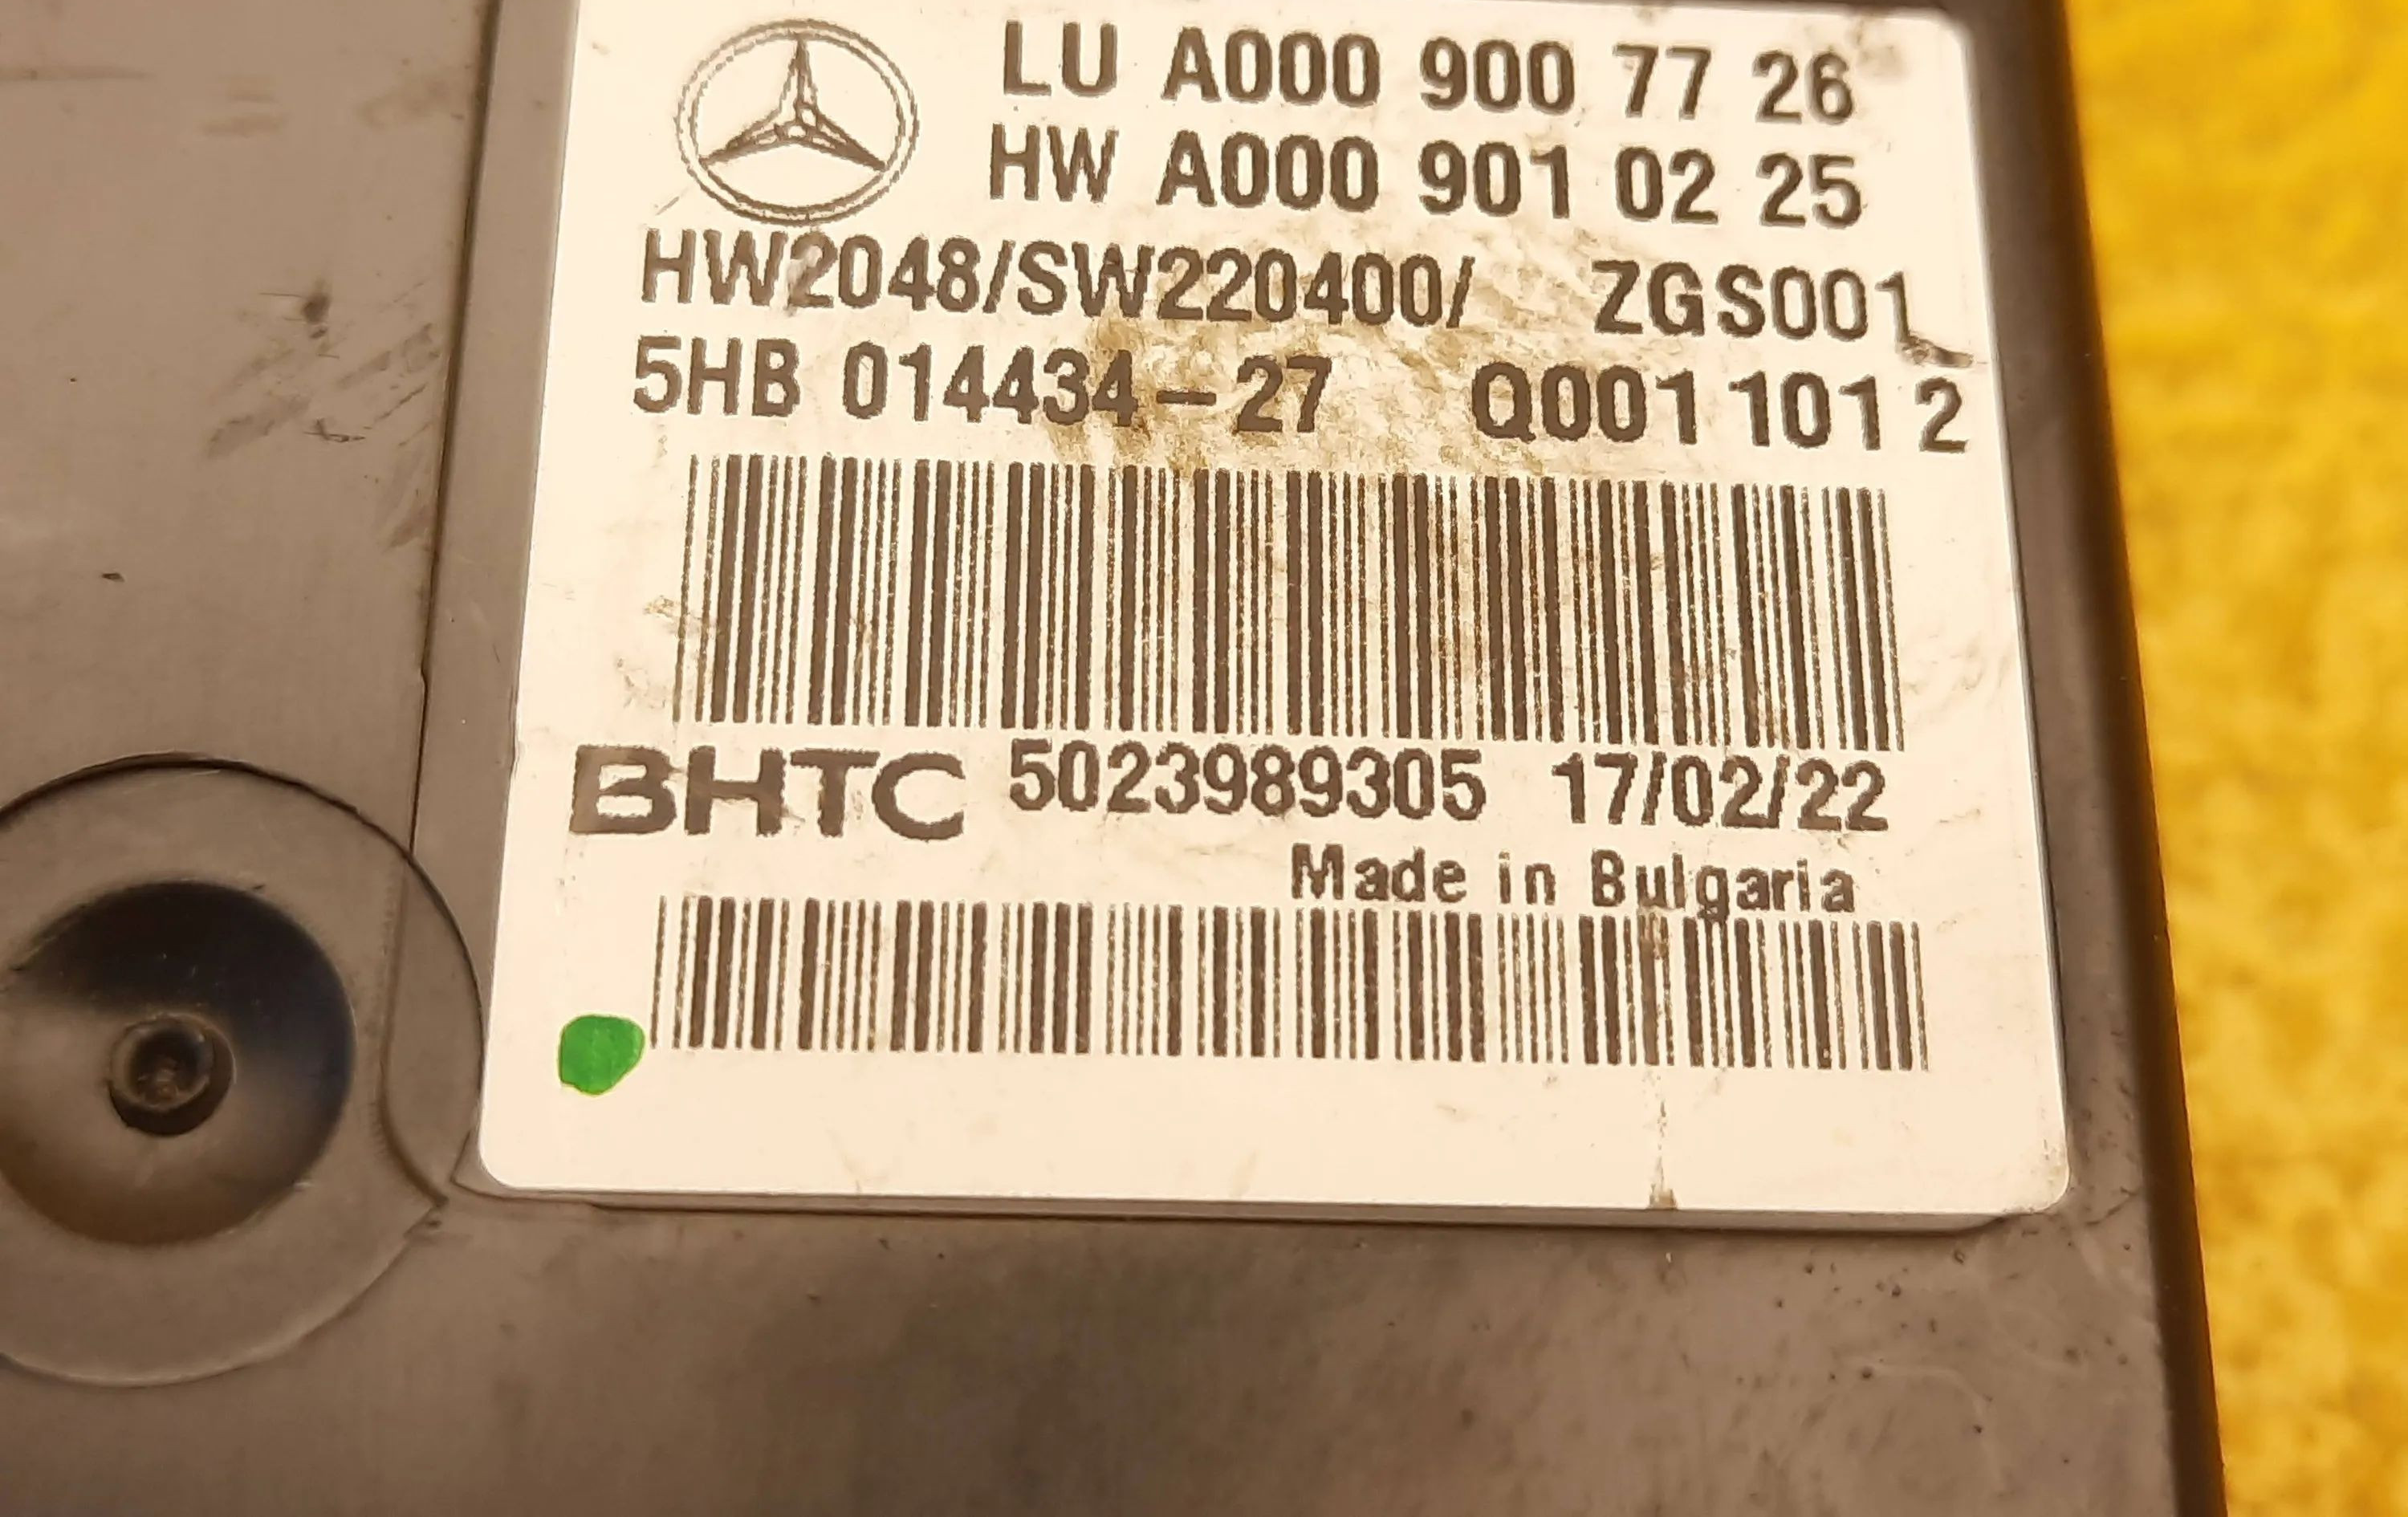 LU A000 900 77 26
HW A000 901 02 25
HW2048/SW220400/ ZGS001
5HB 014434-27 Q0011012
BHTC 5023989305 17/02/22
Made in Bulgaria